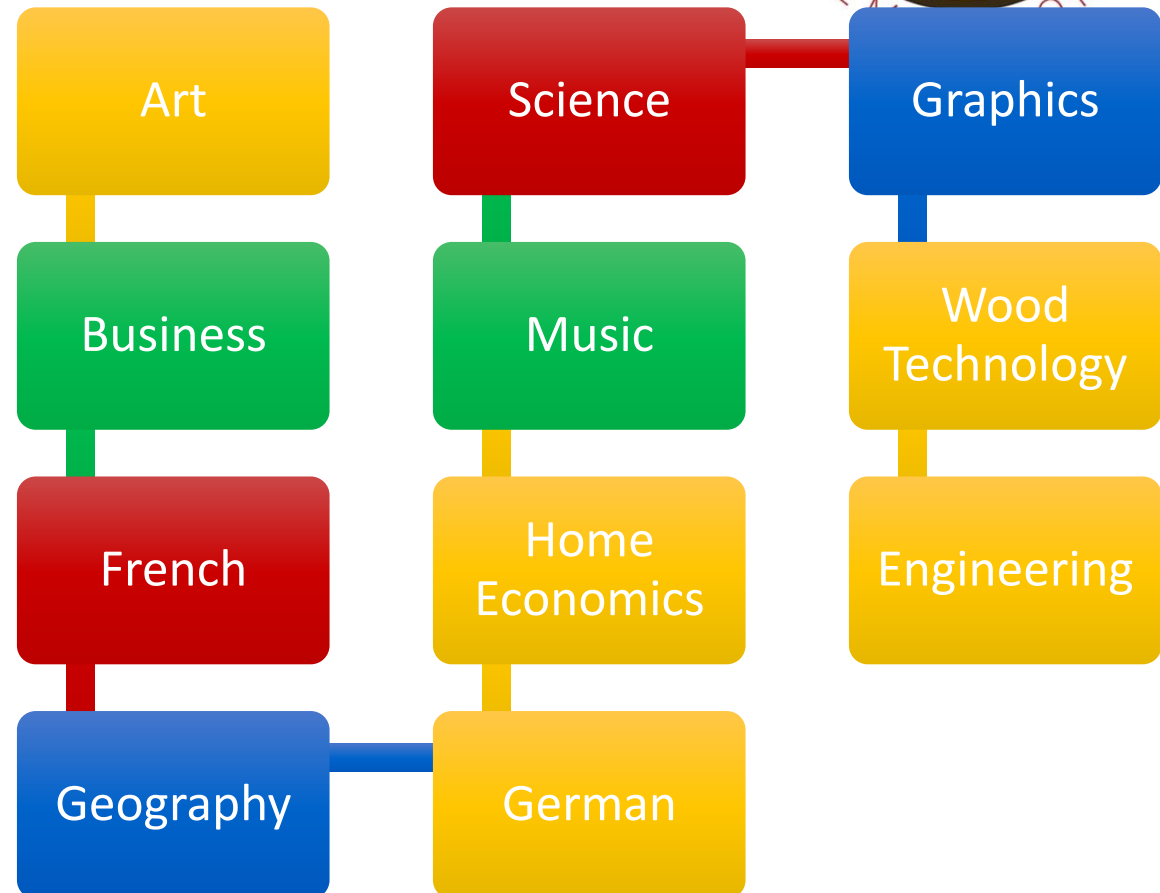 Art
Business
French
Geography
German
Home
Economics
Music
Science
Graphics
Wood
Technology
Engineering